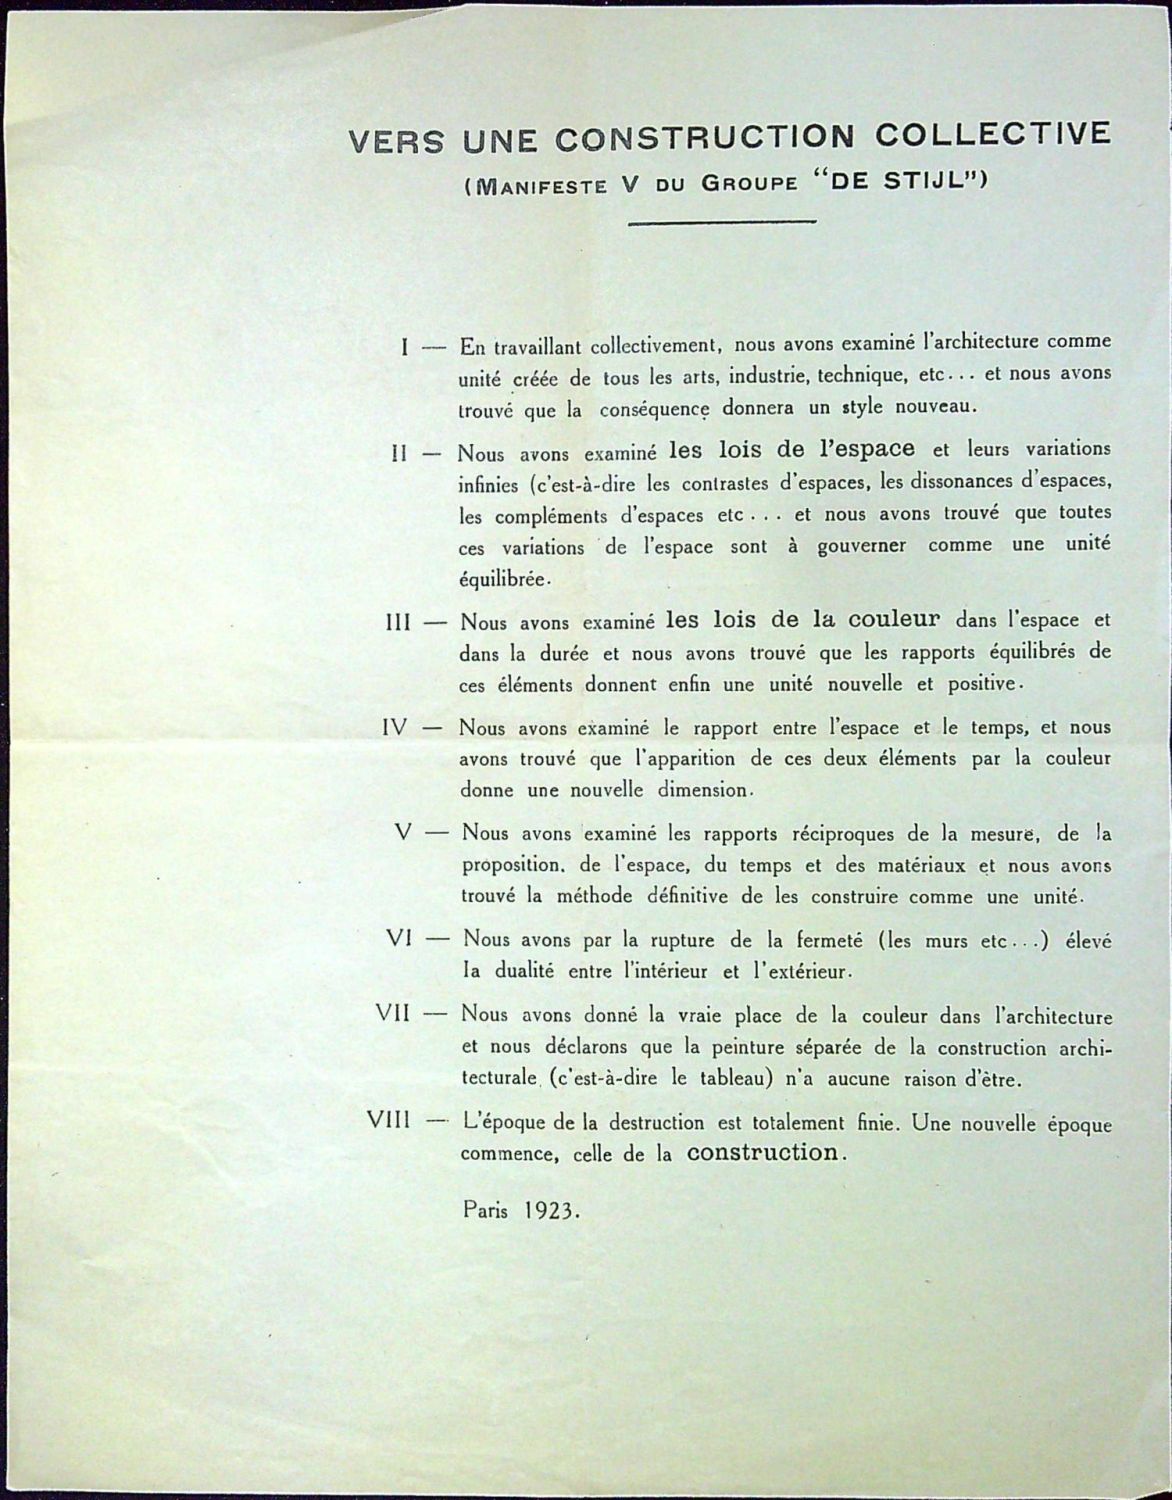 VERS UNE CONSTRUCTION COLLECTIVE
(MANIFESTE V DU GROUPE “DE STIJL”)
I — En travaillant collectivement, nous avons examiné l'architecture comme
unité créée de tous les arts, industrie, technique, etc... et nous avons
trouvé que la conséquence donnera un style nouveau.
II — Nous avons examiné les lois de l'espace et leurs variations
infinies (c'est-à-dire les contrastes d'espaces, les dissonances d'espaces,
les compléments d'espaces etc... et nous avons trouvé que toutes
ces variations de l'espace sont à gouverner comme une unité
équilibrée.
III — Nous avons examiné les lois de la couleur dans l'espace et
dans la durée et nous avons trouvé que les rapports équilibrés de
ces éléments donnent enfin une unité nouvelle et positive.
IV — Nous avons examiné le rapport entre l'espace et le temps, et nous
avons trouvé que l'apparition de ces deux éléments par la couleur
donne une nouvelle dimension.
V — Nous avons examiné les rapports réciproques de la mesure, de la
proposition. de l'espace, du temps et des matériaux et nous avons
trouvé la méthode définitive de les construire comme une unité.
VI — Nous avons par la rupture de la fermeté (les murs etc...) élevé
la dualité entre l'intérieur et l'extérieur.
VII — Nous avons donné la vraie place de la couleur dans l'architecture
et nous déclarons que la peinture séparée de la construction archi-
tecturale (c'est-à-dire le tableau) n'a aucune raison d'être.
VIII — L'époque de la destruction est totalement finie. Une nouvelle époque
commence, celle de la construction.
Paris 1923.